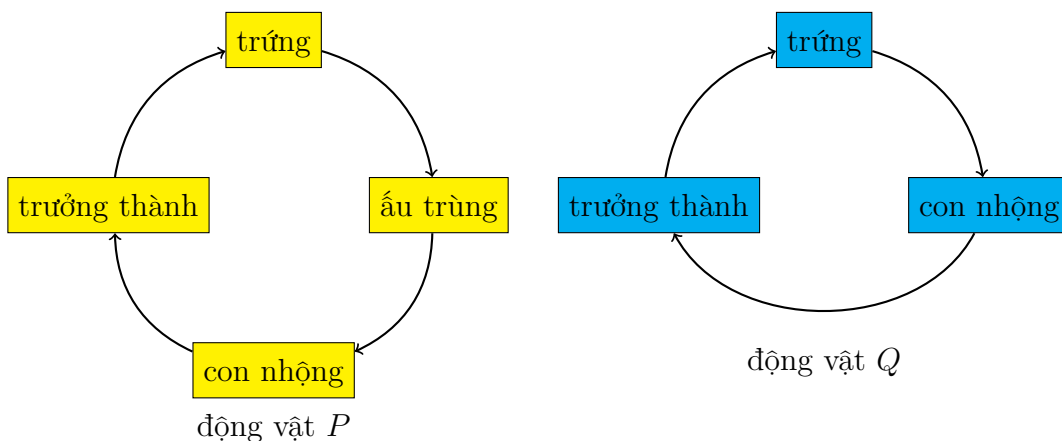 trứng
trưởng thành
ấu trùng
con nhộng
động vật P
trứng
trưởng thành
con nhộng
động vật Q